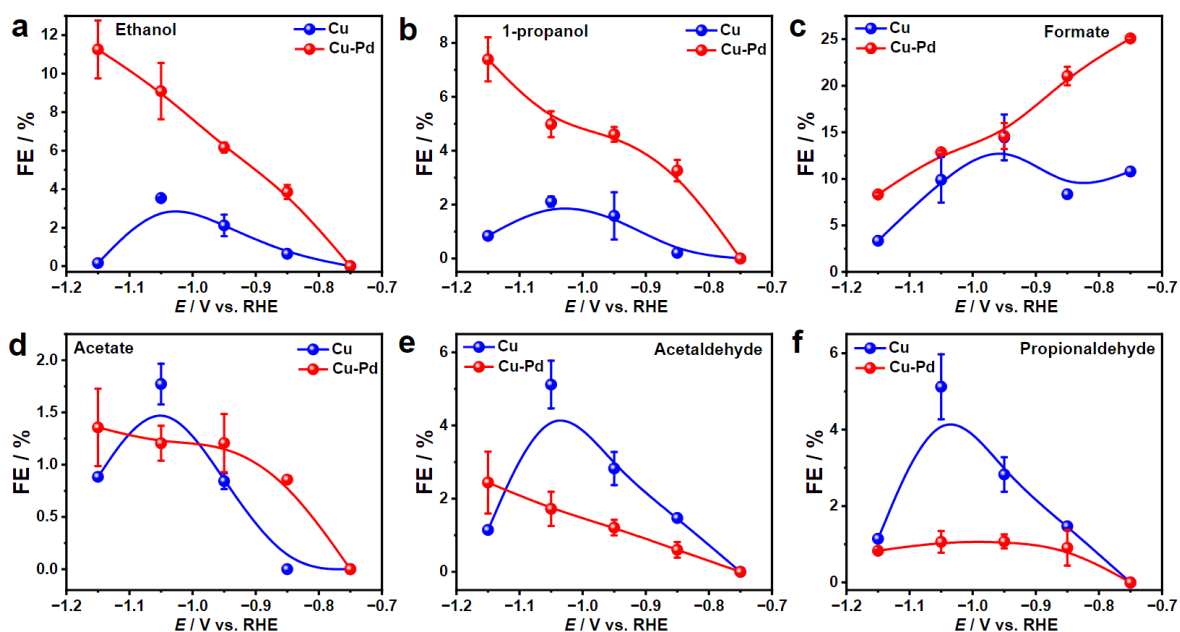 a
Ethanol
Cu
Cu-Pd
FE / %
12
10
8
6
4
2
0
−1.2 −1.1 −1.0 −0.9 −0.8 −0.7
E / V vs. RHE
b
1-propanol
Cu
Cu-Pd
FE / %
8
6
4
2
0
−1.2 −1.1 −1.0 −0.9 −0.8 −0.7
E / V vs. RHE
c
Cu
Cu-Pd
Formate
FE / %
25
20
15
10
5
0
−1.2 −1.1 −1.0 −0.9 −0.8 −0.7
E / V vs. RHE
d
Acetate
Cu
Cu-Pd
FE / %
2.0
1.5
1.0
0.5
0.0
−1.2 −1.1 −1.0 −0.9 −0.8 −0.7
E / V vs. RHE
e
Cu
Cu-Pd
Acetaldehyde
FE / %
6
4
2
0
−1.2 −1.1 −1.0 −0.9 −0.8 −0.7
E / V vs. RHE
f
Cu
Cu-Pd
Propionaldehyde
FE / %
6
4
2
0
−1.2 −1.1 −1.0 −0.9 −0.8 −0.7
E / V vs. RHE